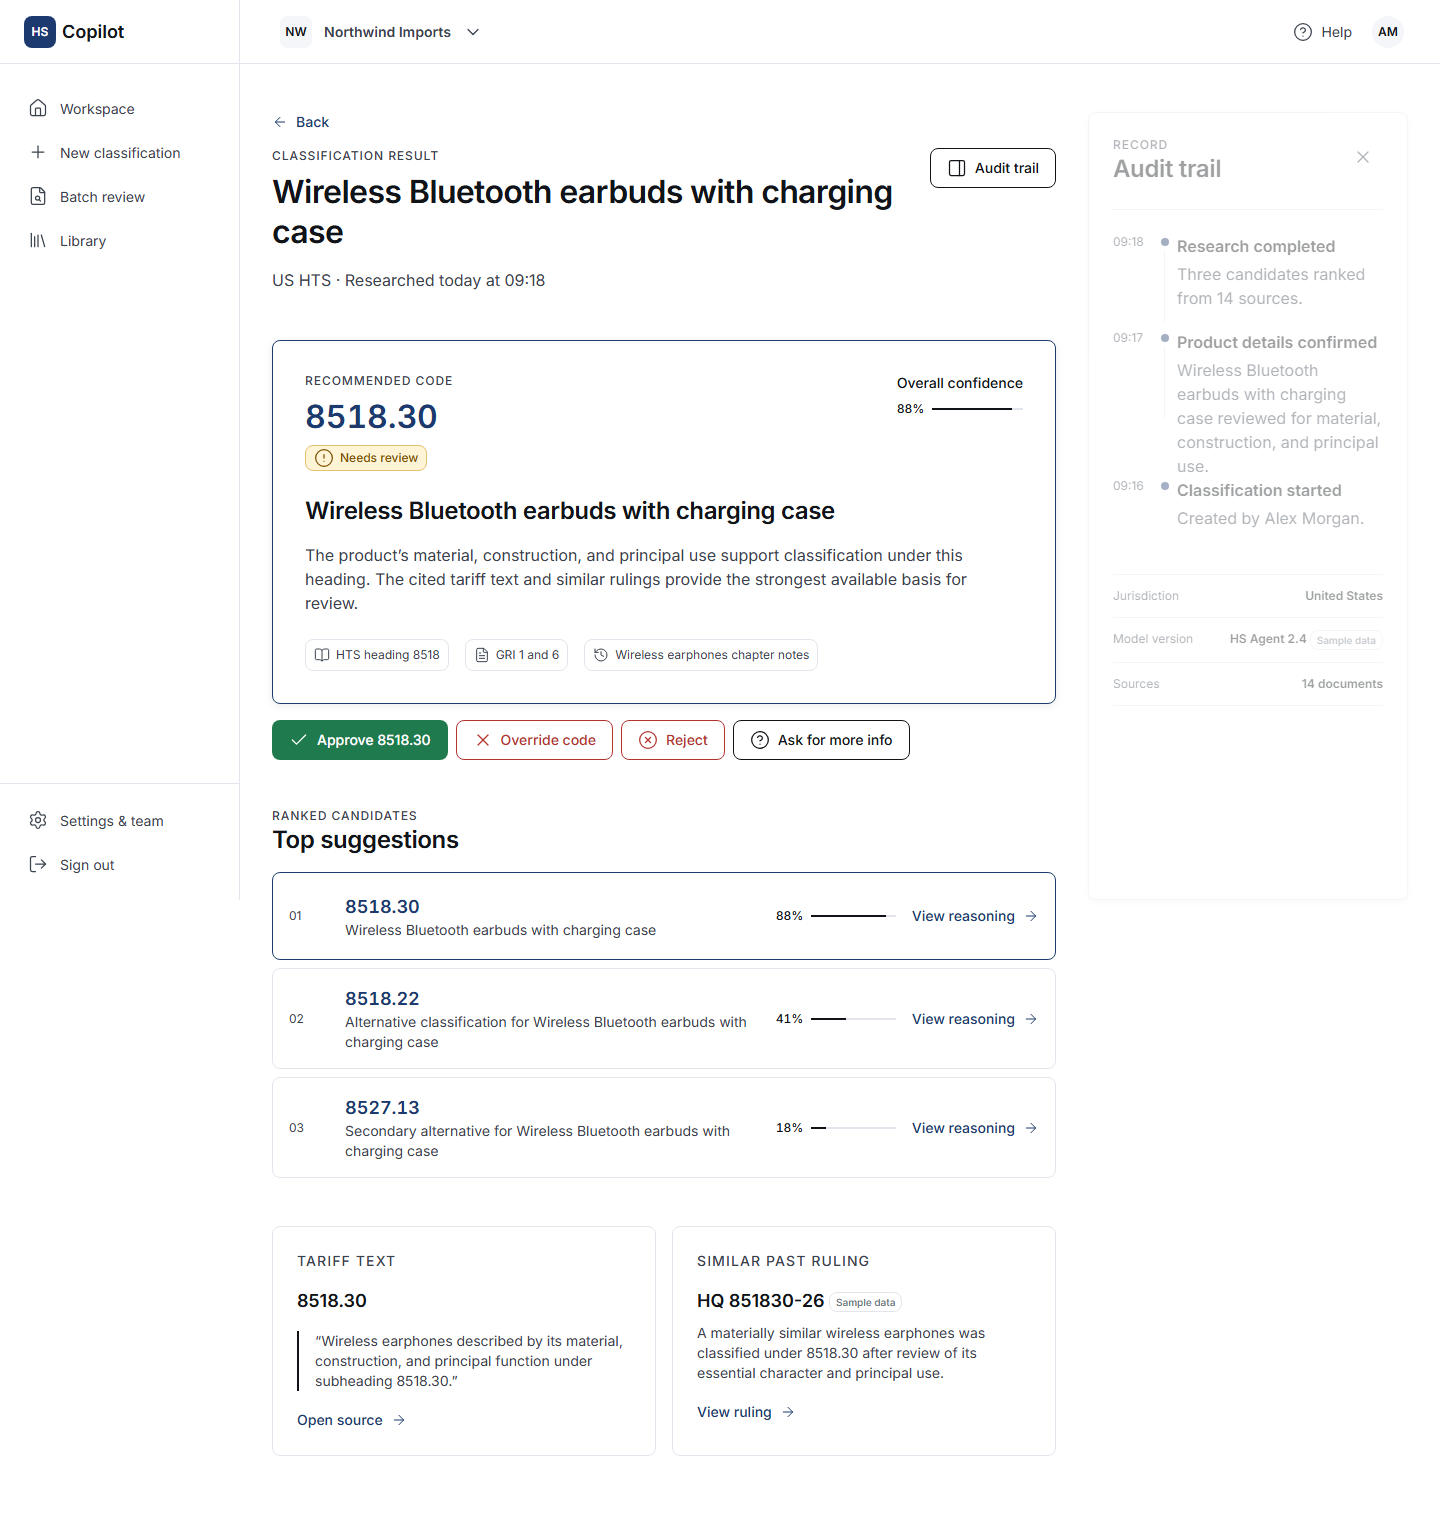 HS Copilot
NW Northwind Imports
Help
AM
Workspace
New classification
Batch review
Library
Settings & team
Sign out
Back
CLASSIFICATION RESULT
Wireless Bluetooth earbuds with charging
case
US HTS · Researched today at 09:18
Audit trail
RECOMMENDED CODE
8518.30
Needs review
Overall confidence
88%
Wireless Bluetooth earbuds with charging case
The product’s material, construction, and principal use support classification under this
heading. The cited tariff text and similar rulings provide the strongest available basis for
review.
HTS heading 8518
GRI 1 and 6
Wireless earphones chapter notes
Approve 8518.30
Override code
Reject
Ask for more info
RANKED CANDIDATES
Top suggestions
01
8518.30
Wireless Bluetooth earbuds with charging case
88%
View reasoning
02
8518.22
Alternative classification for Wireless Bluetooth earbuds with
charging case
41%
View reasoning
03
8527.13
Secondary alternative for Wireless Bluetooth earbuds with
charging case
18%
View reasoning
TARIFF TEXT
8518.30
“Wireless earphones described by its material,
construction, and principal function under
subheading 8518.30.”
Open source
SIMILAR PAST RULING
HQ 851830-26 Sample data
A materially similar wireless earphones was
classified under 8518.30 after review of its
essential character and principal use.
View ruling
RECORD
Audit trail
09:18
Research completed
Three candidates ranked
from 14 sources.
09:17
Product details confirmed
Wireless Bluetooth
earbuds with charging
case reviewed for material,
construction, and principal
use.
09:16
Classification started
Created by Alex Morgan.
Jurisdiction United States
Model version HS Agent 2.4 Sample data
Sources 14 documents